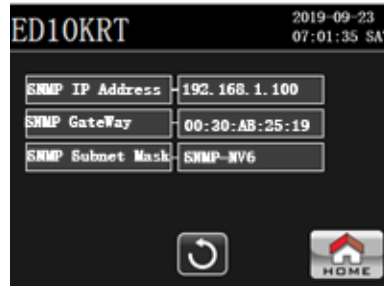 ED10KRT
2019-09-23
07:01:35 SA
SNMP IP Address 192.168.1.100
SNMP GateWay 00:30:AB:25:19
SNMP Subnet Mask SNMP-NV6
HOME